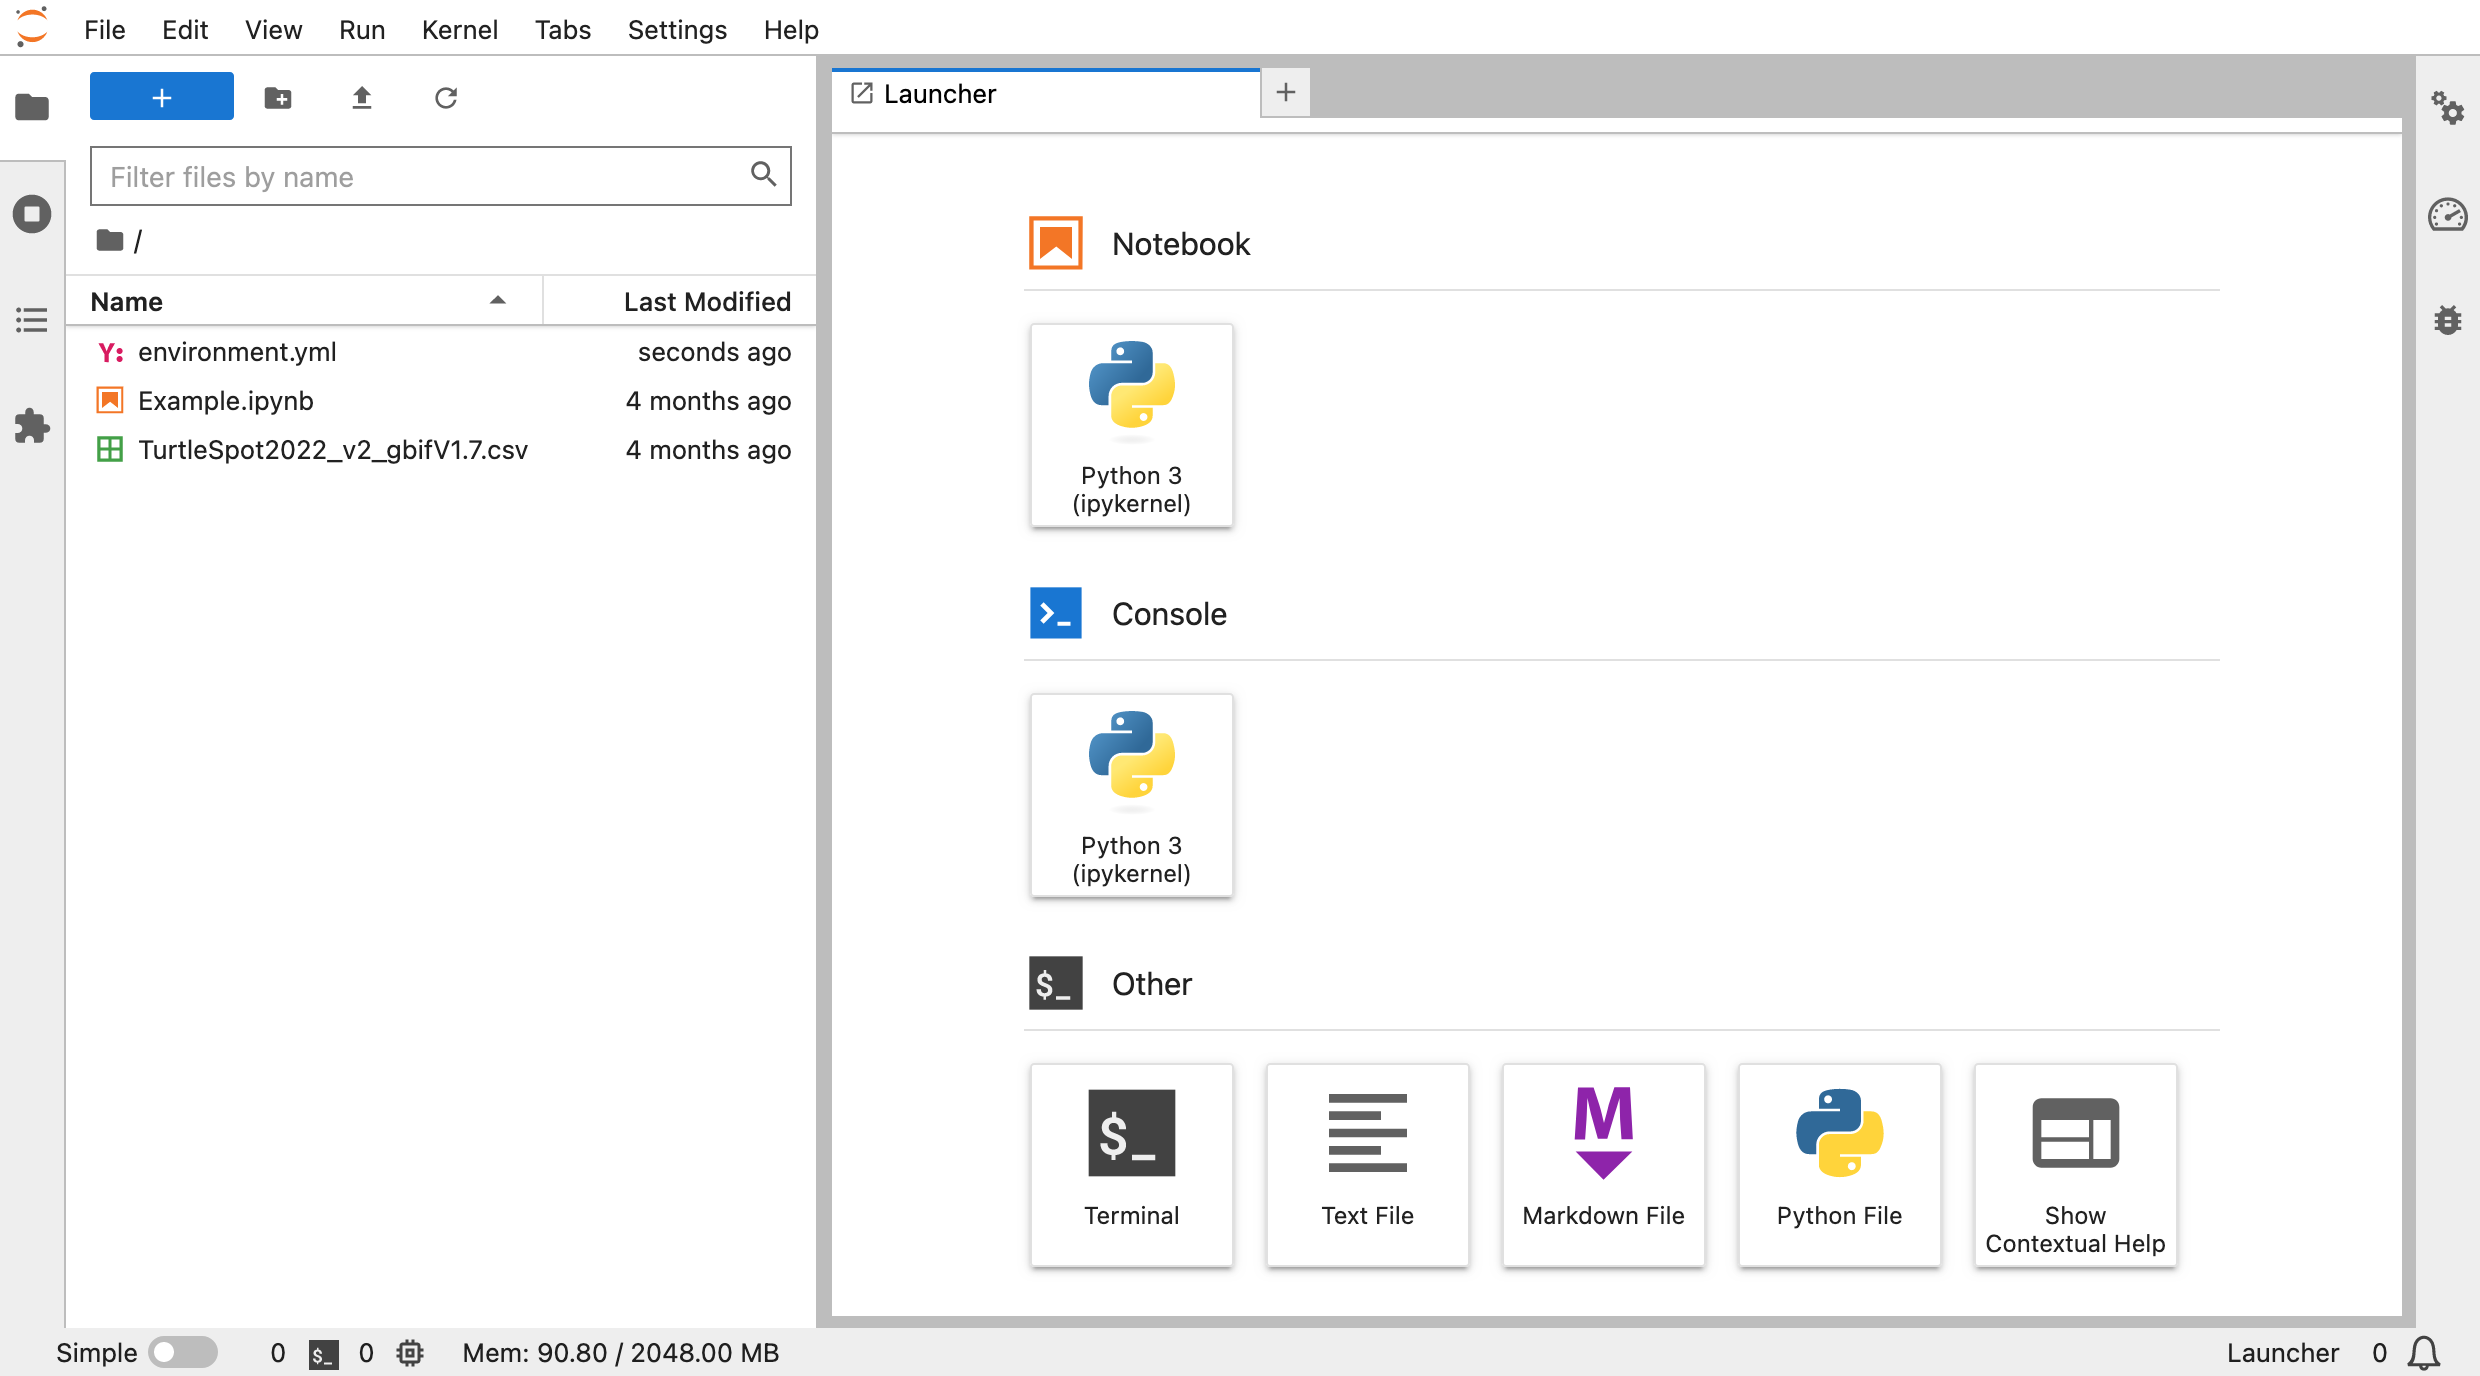 File Edit View Run Kernel Tabs Settings Help
Launcher
Filter files by name
/
Name Last Modified
Y: environment.yml seconds ago
Example.ipynb 4 months ago
TurtleSpot2022_v2_gbifV1.7.csv 4 months ago
Notebook
Python 3
(ipykernel)
Console
Python 3
(ipykernel)
$_ Other
$_
Terminal
Text File
M
Markdown File
Python File
Show
Contextual Help
Simple 0 $_ 0 Mem: 90.80 / 2048.00 MB Launcher 0